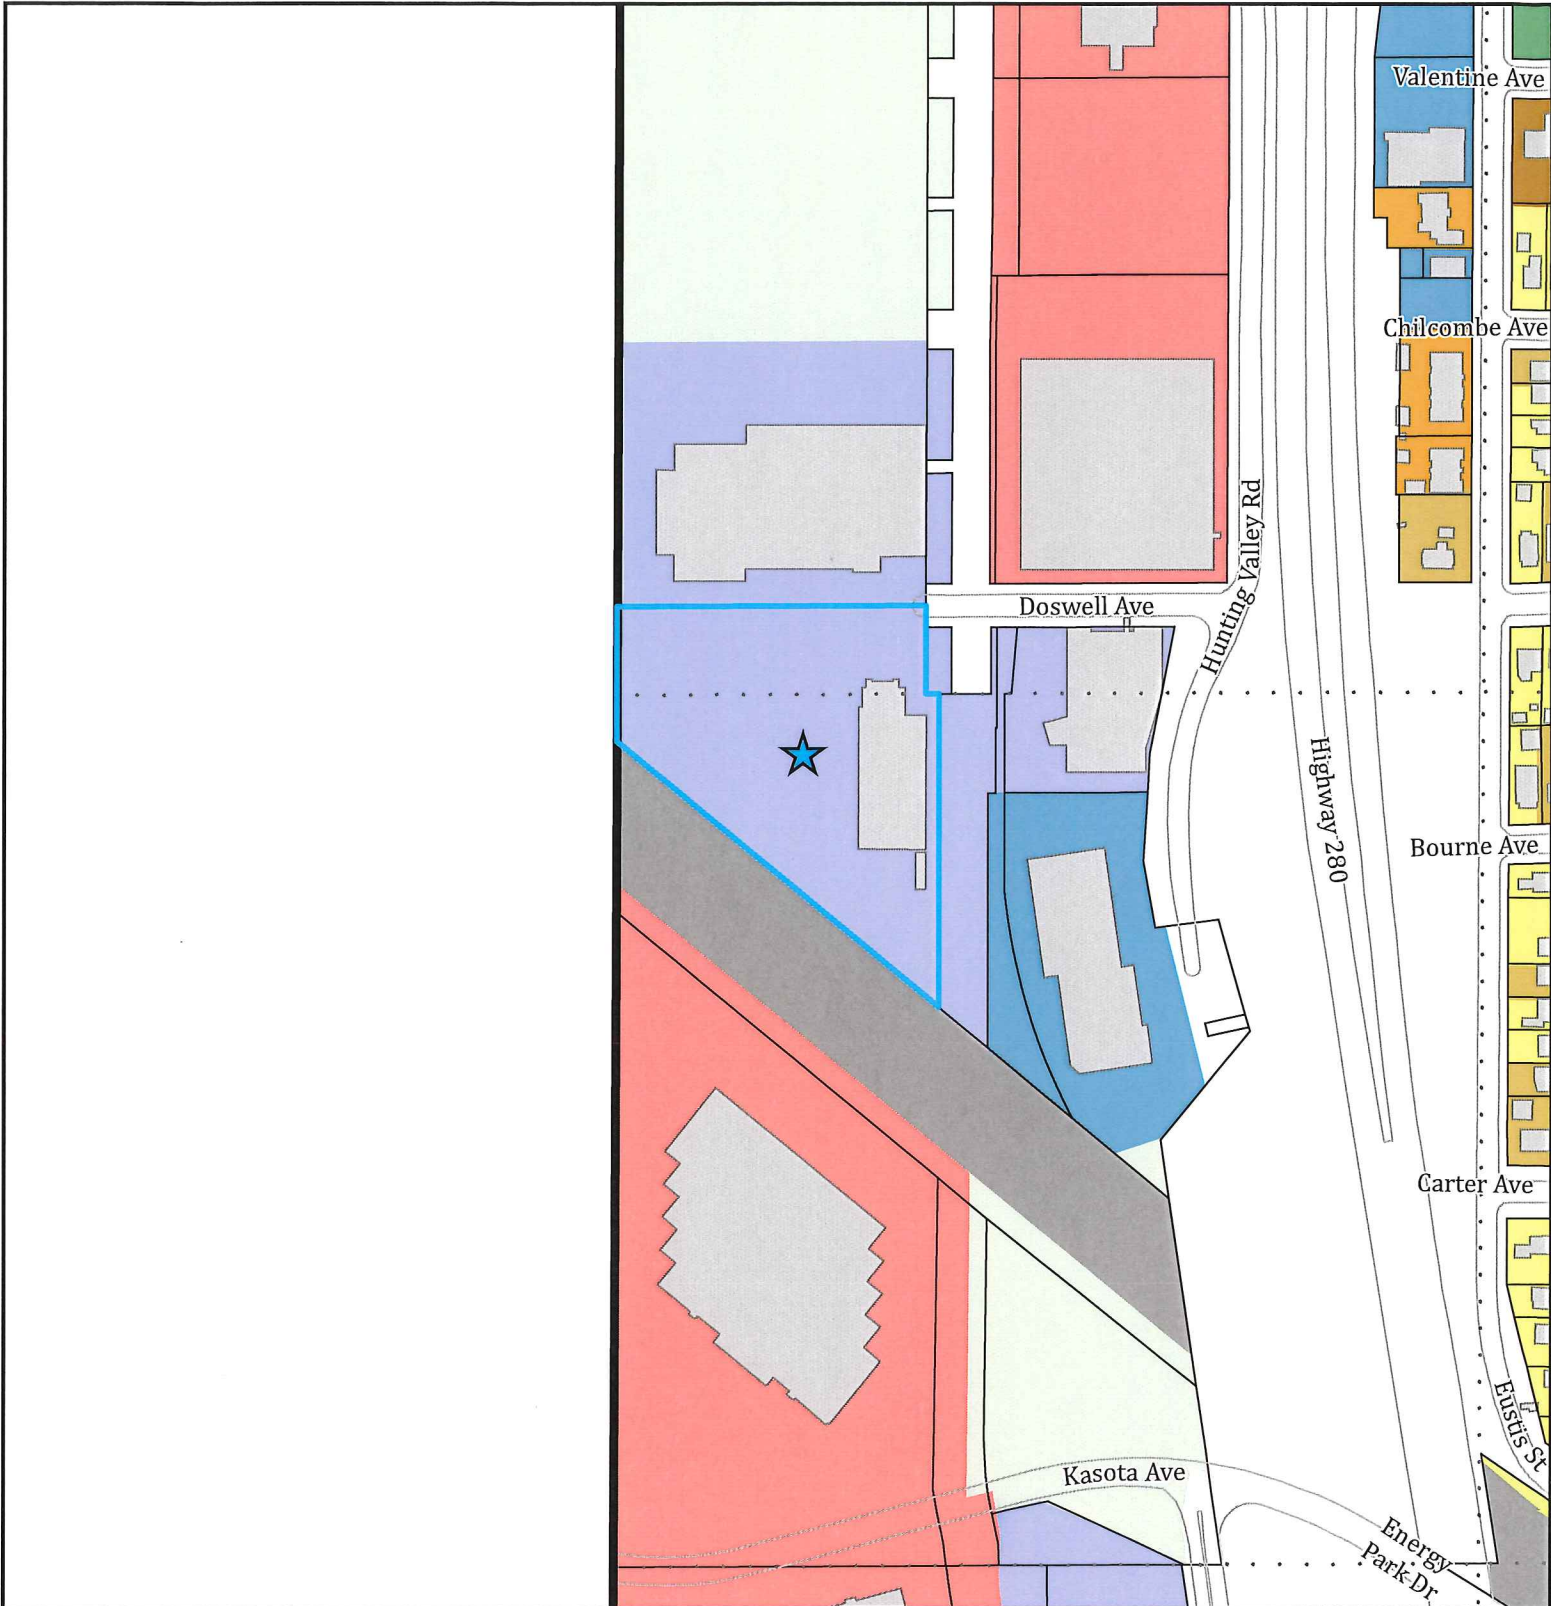 Valentine Ave
Chilcombe Ave
Hunting Valley Rd
Doswell Ave
Highway 280
Bourne Ave
Carter Ave
Eustis St
Kasota Ave
Energy
Park Dr